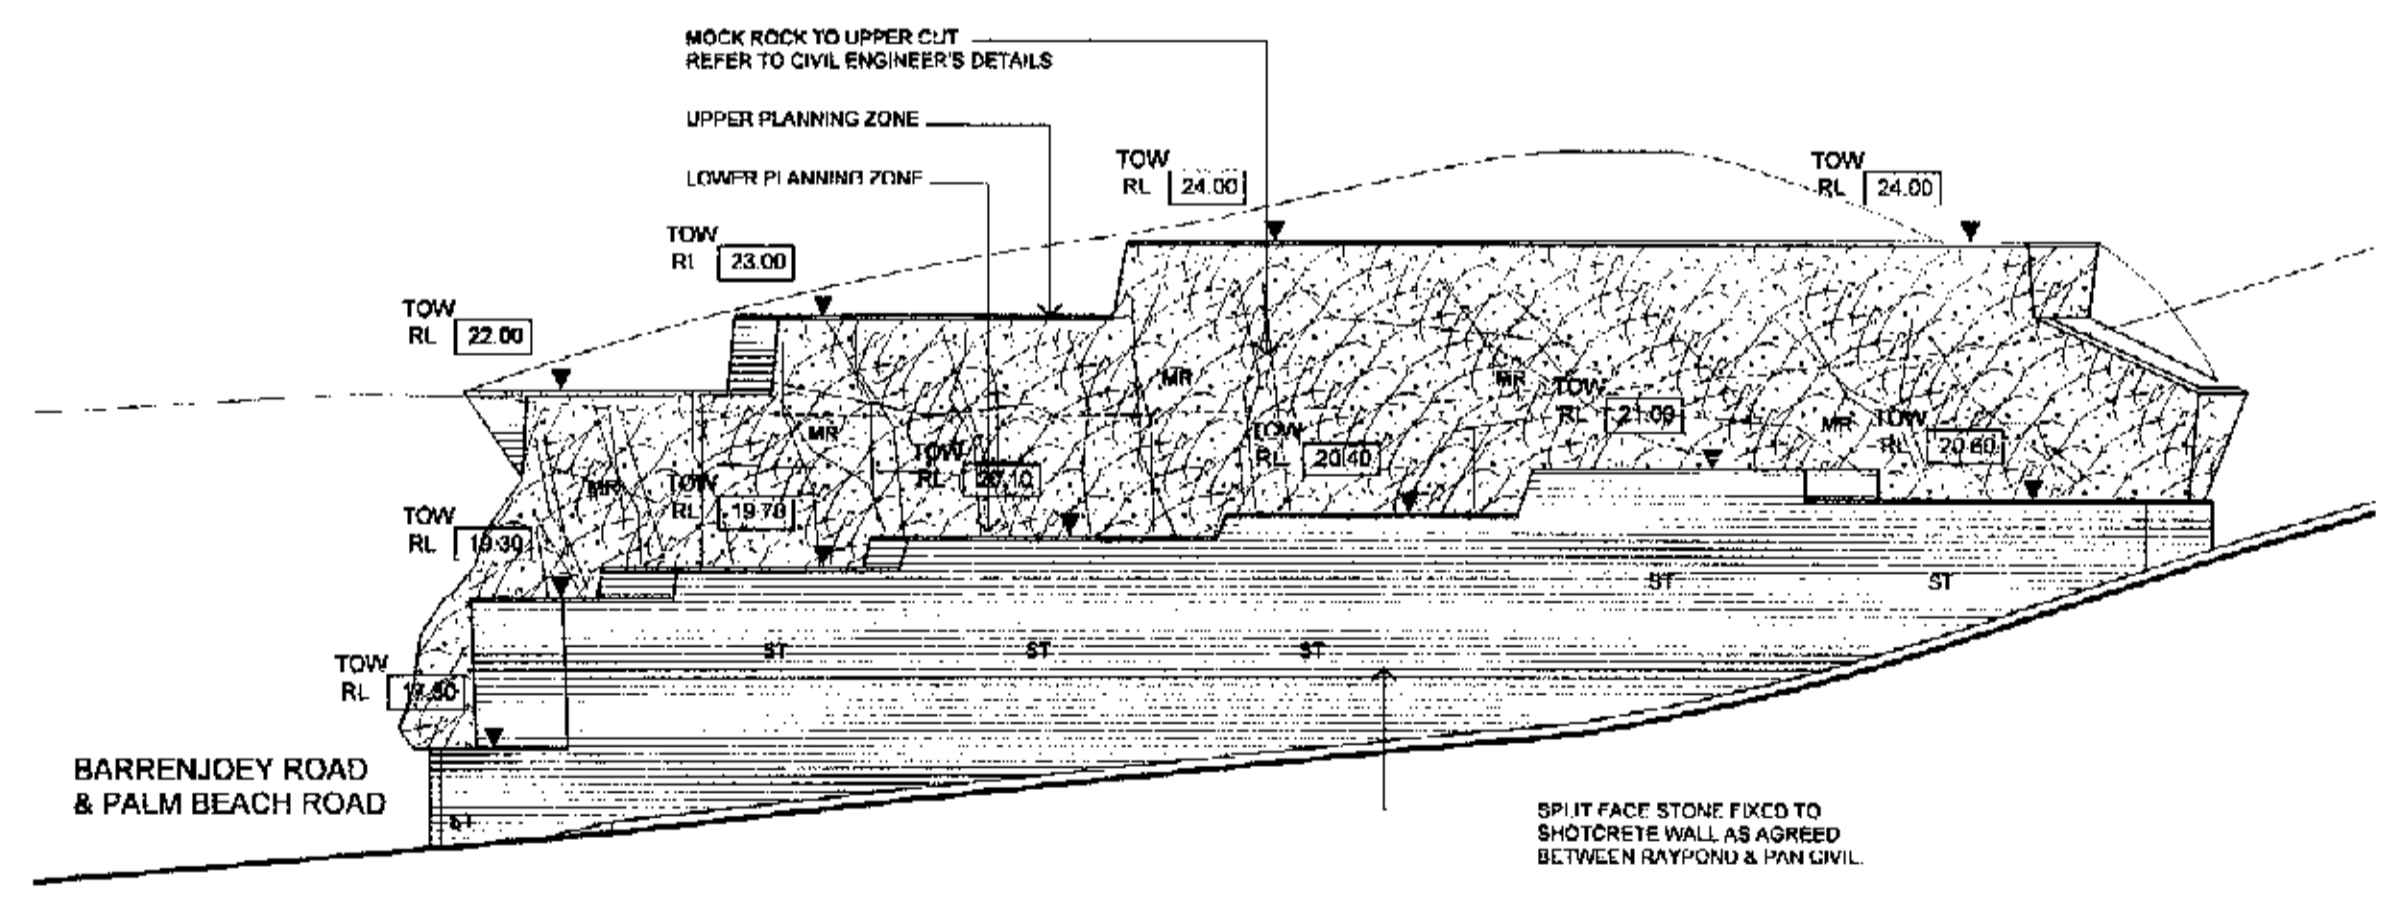 MOCK ROCK TO UPPER CUT
REFER TO CIVIL ENGINEER'S DETAILS
UPPER PLANNING ZONE
LOWER PLANNING ZONE
TOW
RL 24.00
TOW
RL 24.00
TOW
RL 23.00
TOW
RL 22.00
MR
MR
TOW
RL 21.00
MR
TOW
RL 20.60
MR
TOW
RL 20.40
TOW
RL 20.10
MR
TOW
RL 19.70
TOW
RL 19.30
ST
ST
ST
ST
ST
TOW
RL
BARRENJOEY ROAD
& PALM BEACH ROAD
ST
SPLIT FACE STONE FIXED TO
SHOTCRETE WALL AS AGREED
BETWEEN RAYPOND & PAN CIVIL.